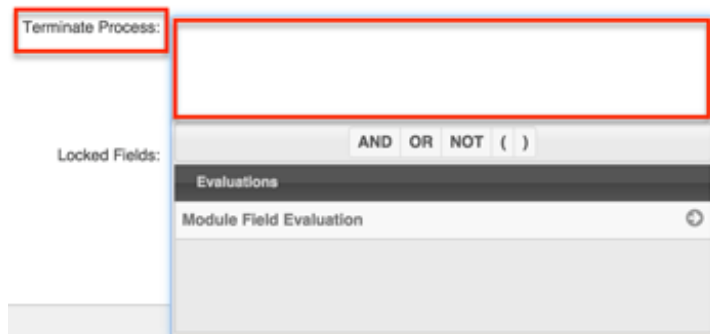 Terminate Process:
AND OR NOT ( )
Locked Fields:
Evaluations
Module Field Evaluation